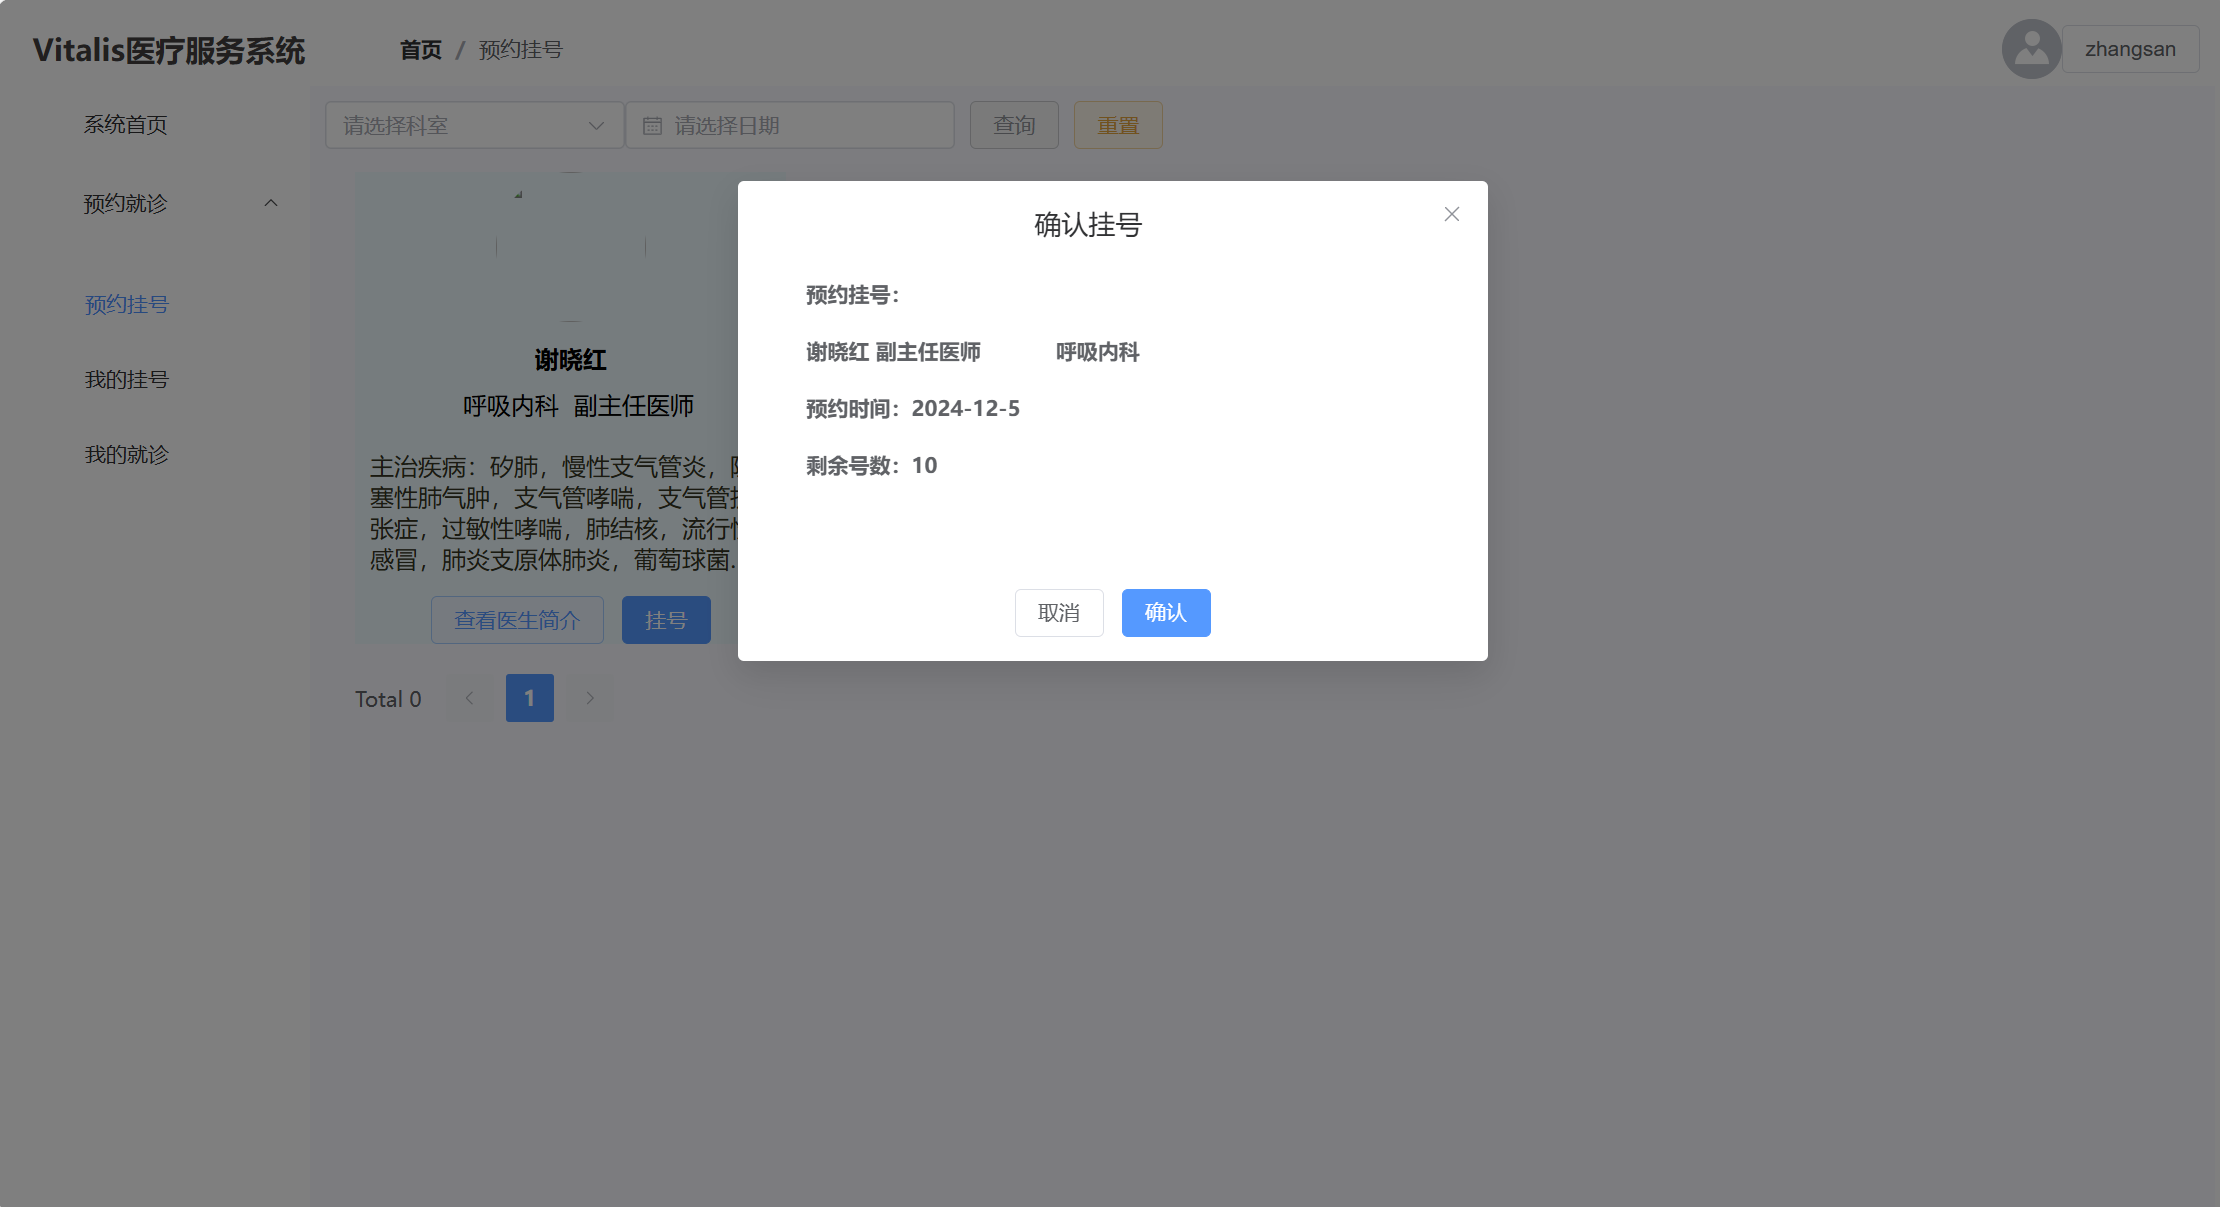 Vitalis医疗服务系统
首页 / 预约挂号
zhangsan
系统首页
预约就诊
预约挂号
我的挂号
我的就诊
请选择科室
请选择日期
查询
重置
谢晓红
呼吸内科 副主任医师
主治疾病：矽肺，慢性支气管炎，
塞性肺气肿，支气管哮喘，支气管
张症，过敏性哮喘，肺结核，流行
感冒，肺炎支原体肺炎，葡萄球菌.
查看医生简介
挂号
Total 0
1
确认挂号
预约挂号：
谢晓红 副主任医师 呼吸内科
预约时间：2024-12-5
剩余号数：10
取消
确认